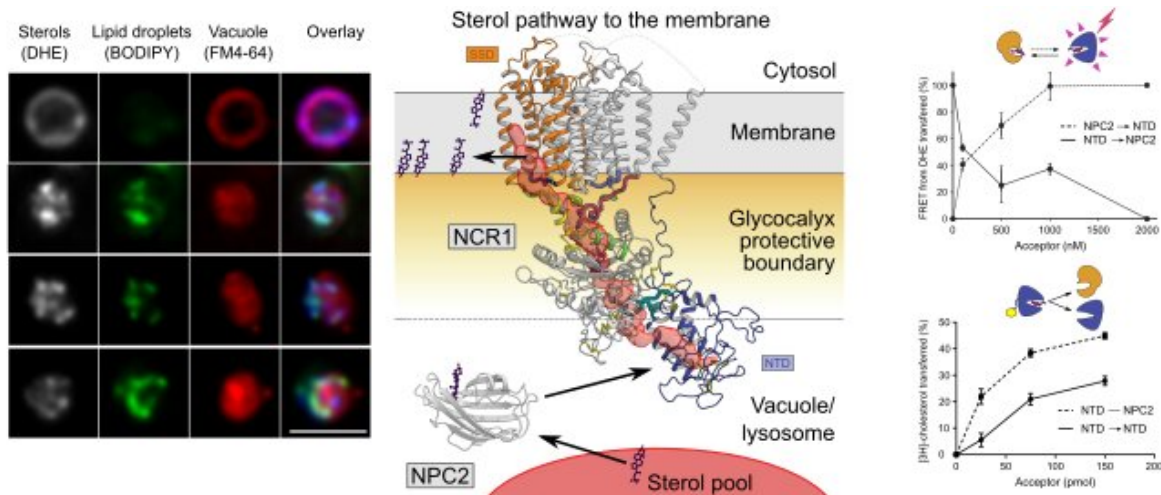 Sterols
(DHE)
Lipid droplets
(BODIPY)
Vacuole
(FM4-64)
Overlay
Sterol pathway to the membrane
SSD
Cytosol
Membrane
NCR1
Glycocalyx
protective
boundary
NTD
Vacuole/
lysosome
NPC2
Sterol pool
FRET from DHE transferred (%)
100
80
60
40
20
0
NPC2 → NTD
NTD → NPC2
0 500 1000 1500 2000
Acceptor (nM)
[3H]-cholesterol transferred (%)
50
40
30
20
10
0
NTD → NPC2
NTD → NTD
0 50 100 150 200
Acceptor (pmol)